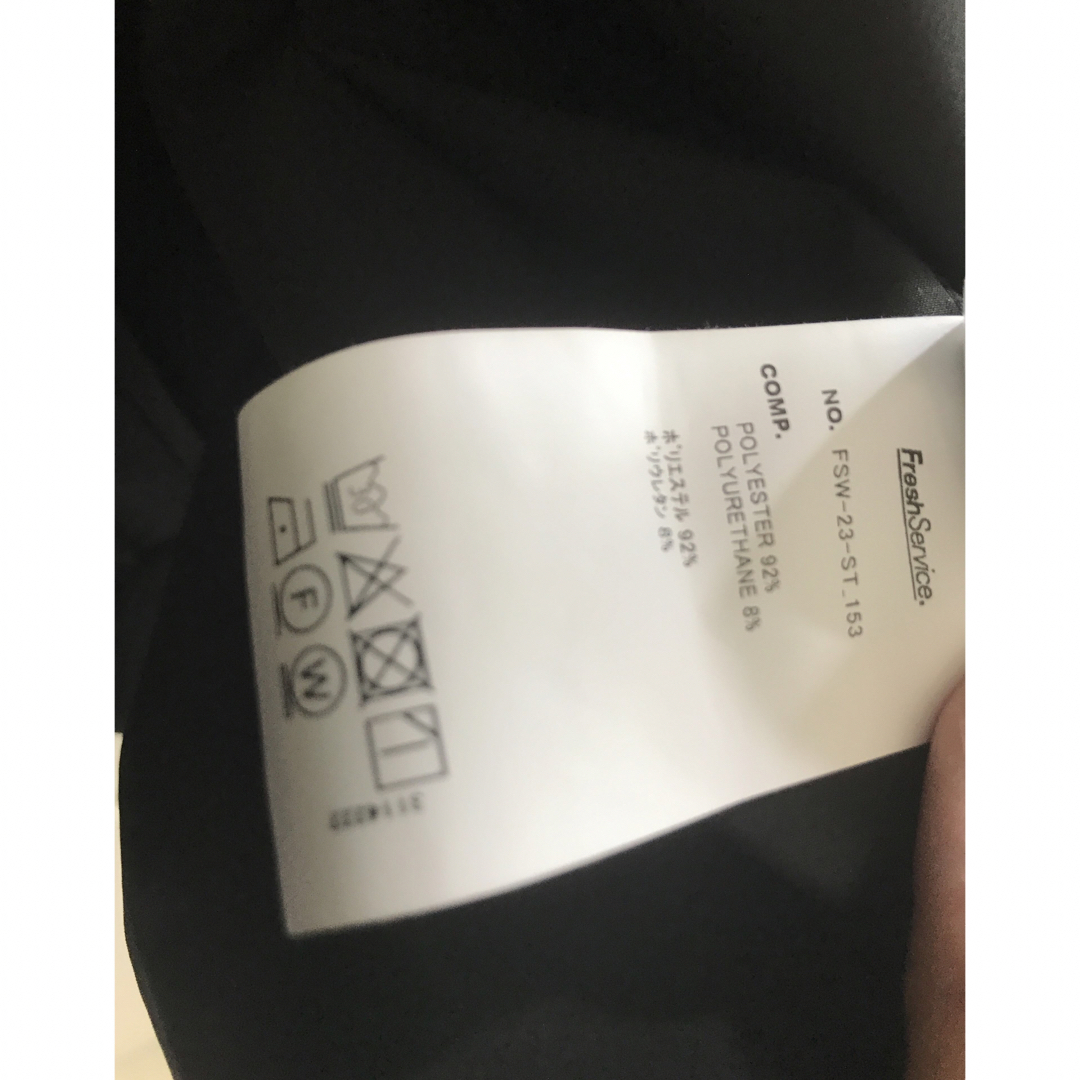 FreshService.
NO. FSW-23-ST_153
COMP.
POLYESTER 92%
POLYURETHANE 8%
ポリエステル 92%
ポリウレタン 8%
F
W